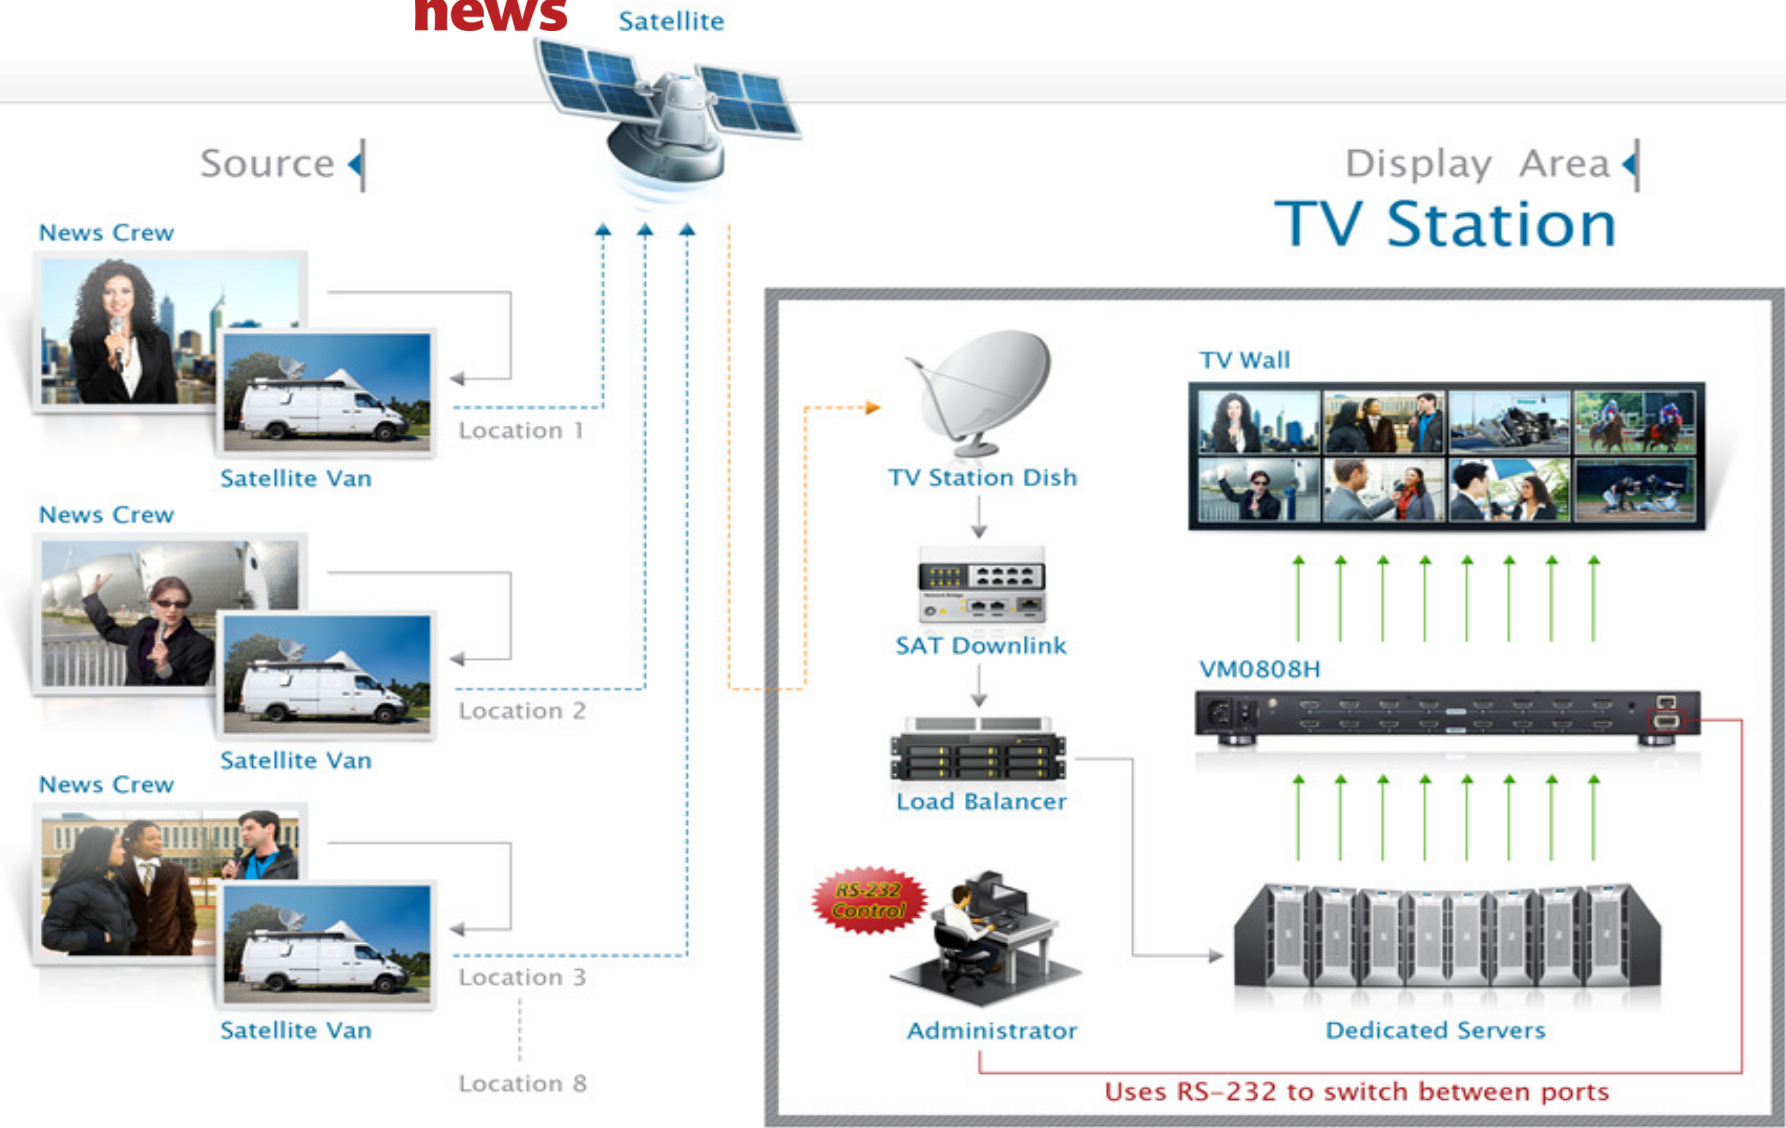 news
Satellite
Source
Display Area
TV Station
News Crew
Location 1
Satellite Van
News Crew
Location 2
Satellite Van
News Crew
Location 3
Satellite Van
Location 8
TV Station Dish
SAT Downlink
Load Balancer
RS-232
Control
Administrator
TV Wall
VM0808H
Dedicated Servers
Uses RS-232 to switch between ports